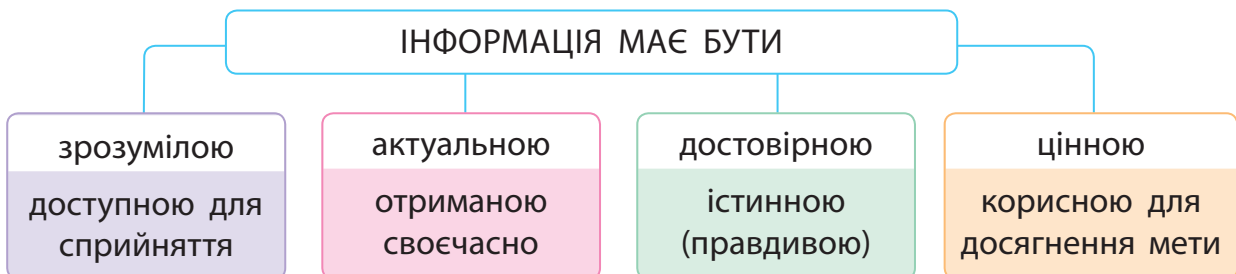 ІНФОРМАЦІЯ МАЄ БУТИ
зрозумілою
доступною для
сприйняття
актуальною
отриманою
своєчасно
достовірною
істинною
(правдивою)
цінною
корисною для
досягнення мети